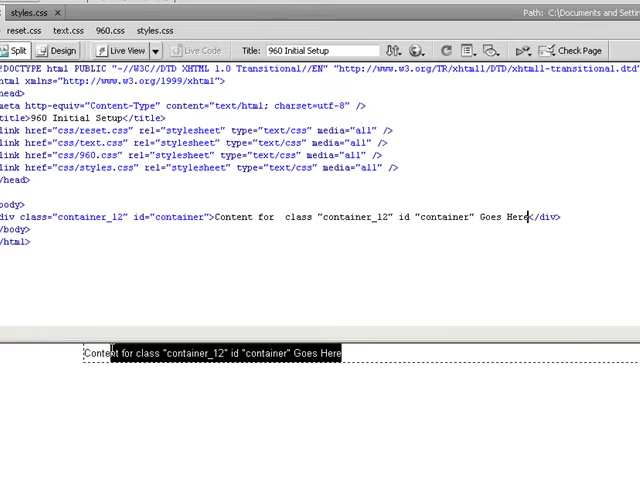 styles.css × Path: C:\Documents and Settin
reset.css text.css 960.css styles.css
Split Design Live View Live Code Title: 960 Initial Setup Check Page
!DOCTYPE html PUBLIC "-//W3C//DTD XHTML 1.0 Transitional//EN" "http://www.w3.org/TR/xhtml1/DTD/xhtml1-transitional.dtd"
html xmlns="http://www.w3.org/1999/xhtml">
head>
meta http-equiv="Content-Type" content="text/html; charset=utf-8" />
title>960 Initial Setup</title>
link href="css/reset.css" rel="stylesheet" type="text/css" media="all" />
link href="css/text.css" rel="stylesheet" type="text/css" media="all" />
link href="css/960.css" rel="stylesheet" type="text/css" media="all" />
link href="css/styles.css" rel="stylesheet" type="text/css" media="all" />
/head>
body>
div class="container_12" id="container">Content for  class "container_12" id "container" Goes Here</div>
/body>
/html>
Content for class "container_12" id "container" Goes Here